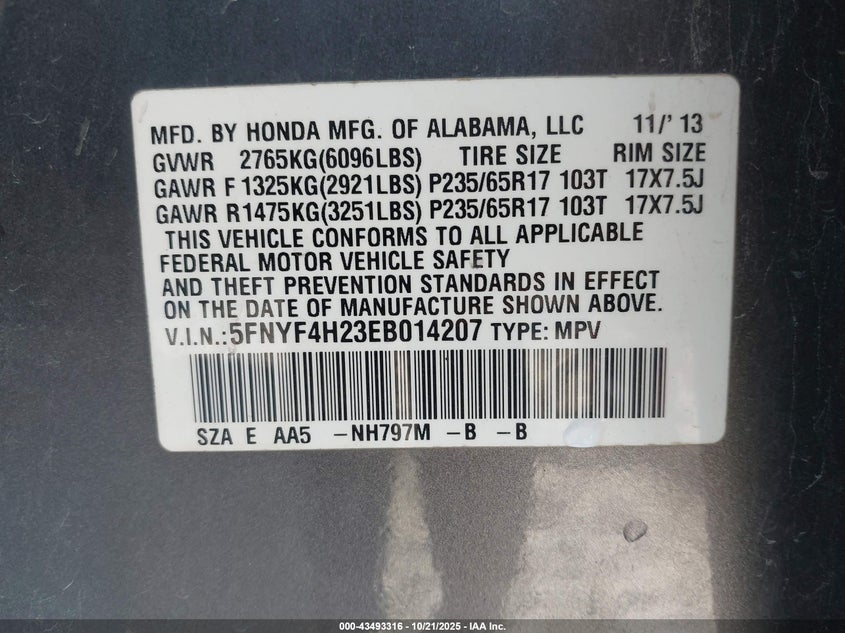 MFD. BY HONDA MFG. OF ALABAMA, LLC 11/' 13
GVWR 2765KG(6096LBS) TIRE SIZE RIM SIZE
GAWR F 1325KG(2921LBS) P235/65R17 103T 17X7.5J
GAWR R1475KG(3251LBS) P235/65R17 103T 17X7.5J
THIS VEHICLE CONFORMS TO ALL APPLICABLE
FEDERAL MOTOR VEHICLE SAFETY
AND THEFT PREVENTION STANDARDS IN EFFECT
ON THE DATE OF MANUFACTURE SHOWN ABOVE.
V.I.N.:5FNYF4H23EB014207 TYPE: MPV
SZA E AA5 -NH797M -B -B
000-43493316 - 10/21/2025 - IAA Inc.